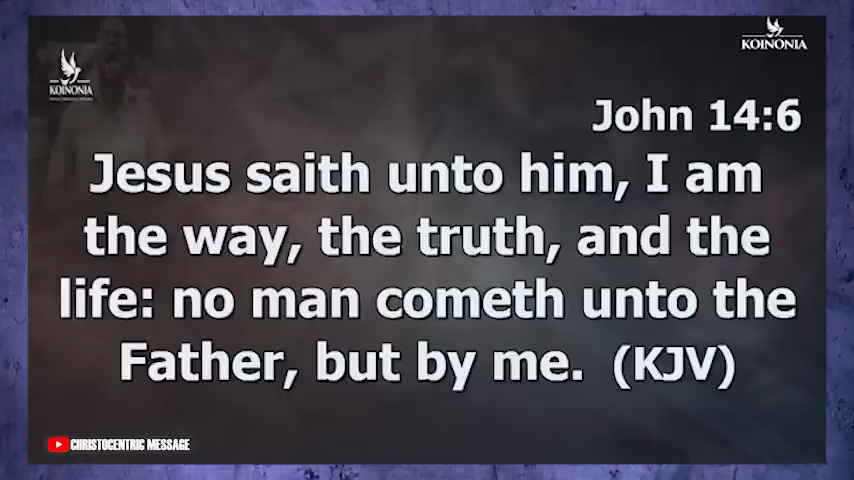 KOINONIA
KOINONIA
John 14:6
Jesus saith unto him, I am
the way, the truth, and the
life: no man cometh unto the
Father, but by me. (KJV)
CHRISTOCENTRIC MESSAGE